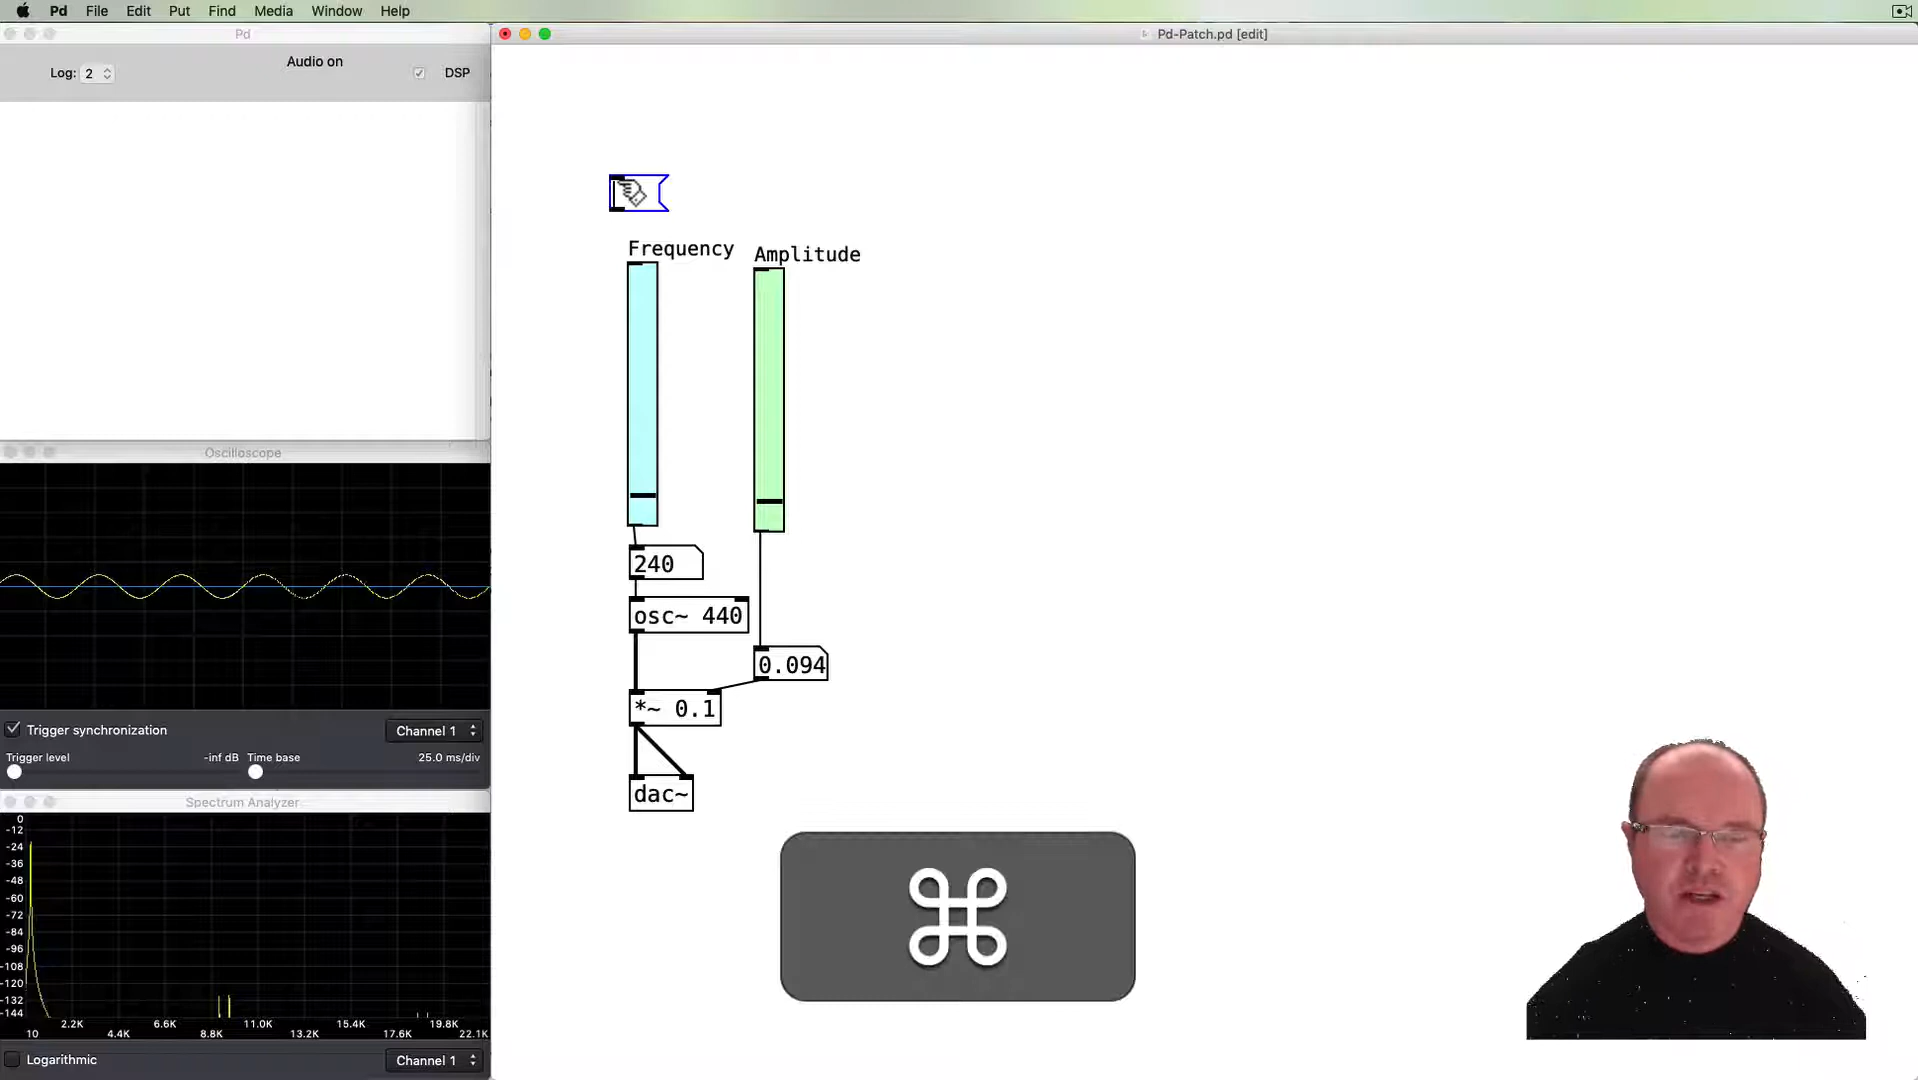 Pd File Edit Put Find Media Window Help
Pd
Log: 2
Audio on
DSP
Pd-Patch.pd [edit]
Frequency
Amplitude
240
osc~ 440
0.094
*~ 0.1
dac~
Oscilloscope
Trigger synchronization
Channel 1
Trigger level
-inf dB
Time base
25.0 ms/div
Spectrum Analyzer
0
-12
-24
-36
-48
-60
-72
-84
-96
-108
-120
-132
-144
2.2K 6.6K 11.0K 15.4K 19.8K
10 4.4K 8.8K 13.2K 17.6K 22.1K
Logarithmic
Channel 1
⌘